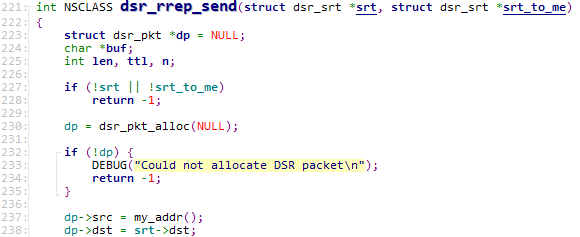 221: int NSCLASS dsr_rrep_send(struct dsr_srt *srt, struct dsr_srt *srt_to_me)
222: {
223:     struct dsr_pkt *dp = NULL;
224:     char *buf;
225:     int len, ttl, n;
226:
227:     if (!srt || !srt_to_me)
228:         return -1;
229:
230:     dp = dsr_pkt_alloc(NULL);
231:
232:     if (!dp) {
233:         DEBUG("Could not allocate DSR packet\n");
234:         return -1;
235:     }
236:
237:     dp->src = my_addr();
238:     dp->dst = srt->dst;